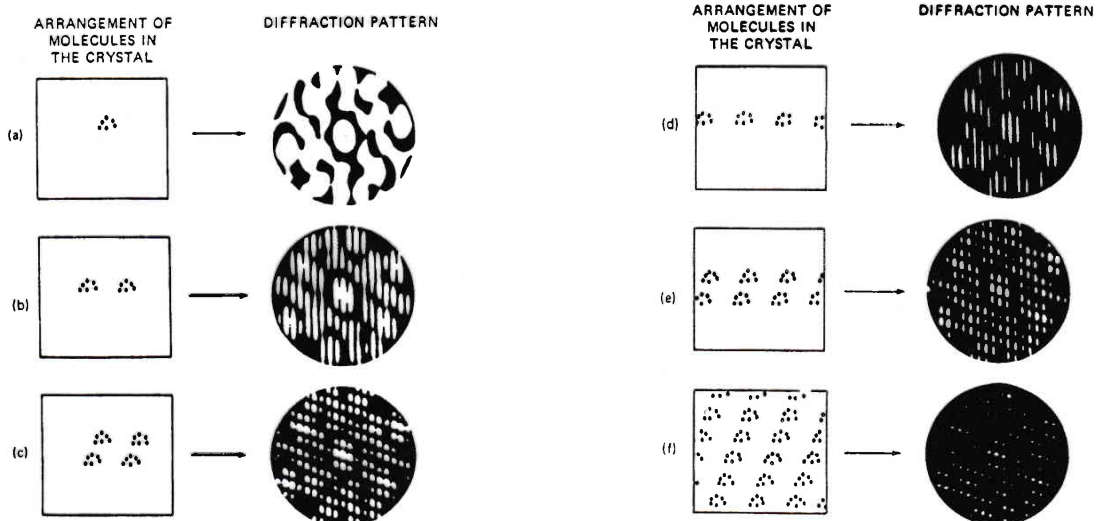 ARRANGEMENT OF
MOLECULES IN
THE CRYSTAL
DIFFRACTION PATTERN
(a)
(b)
(c)
ARRANGEMENT OF
MOLECULES IN
THE CRYSTAL
DIFFRACTION PATTERN
(d)
(e)
(f)